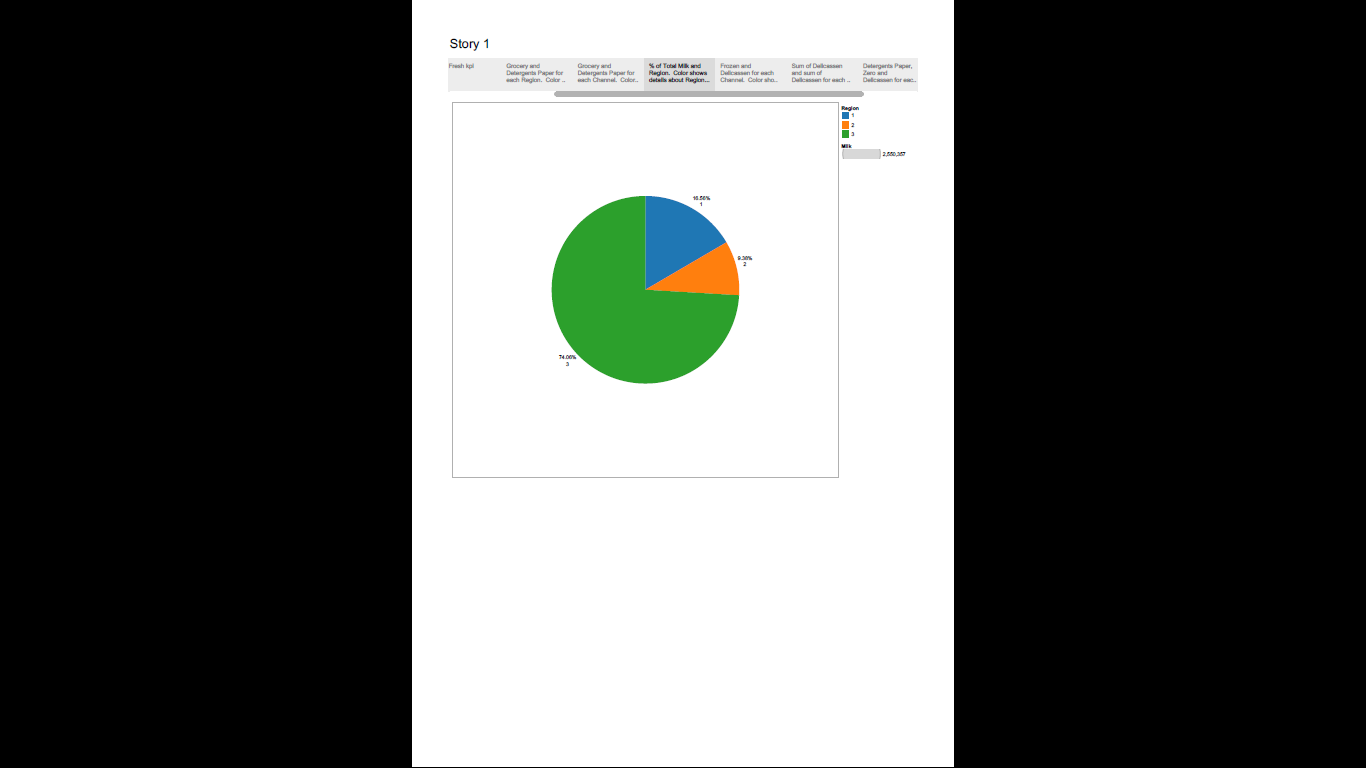 Story 1
Fresh kpl
Grocery and
Detergents Paper for
each Region.  Color ..
Grocery and
Detergents Paper for
each Channel.  Color..
% of Total Milk and
Region.  Color shows
details about Region...
Frozen and
Delicassen for each
Channel.  Color sho..
Sum of Delicassen
and sum of
Delicassen for each ..
Detergents Paper,
Zero and
Delicassen for eac..
Region
1
2
3
Milk
2,550,357
16.56%
1
9.38%
2
74.06%
3